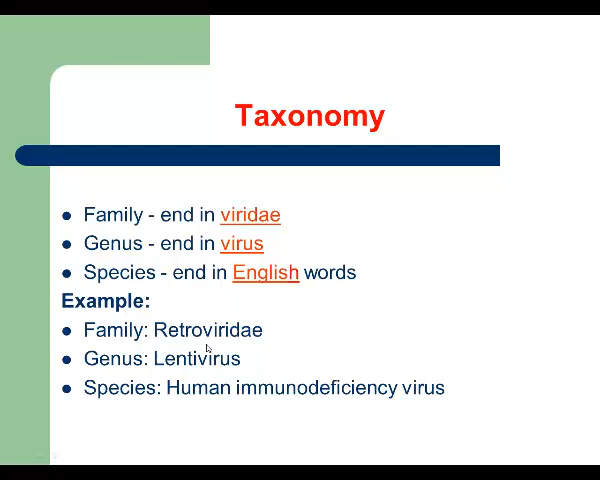 Taxonomy
Family - end in viridae
Genus - end in virus
Species - end in English words
Example:
Family: Retroviridae
Genus: Lentivirus
Species: Human immunodeficiency virus